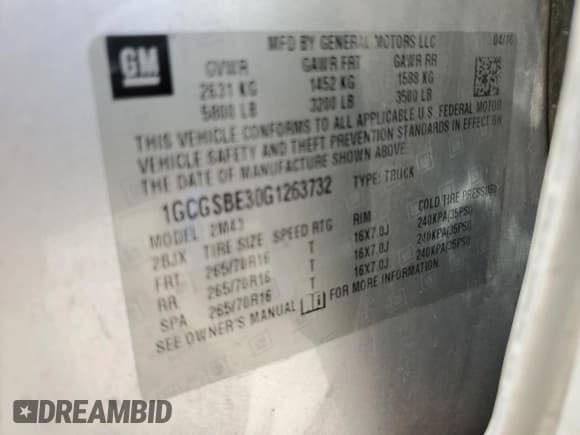 GM
MFD BY GENERAL MOTORS LLC 04/16
GVWR GAWR FRT GAWR RR
2631 KG 1452 KG 1588 KG
5800 LB 3200 LB 3500 LB
THIS VEHICLE CONFORMS TO ALL APPLICABLE U.S. FEDERAL MOTOR
VEHICLE SAFETY AND THEFT PREVENTION STANDARDS IN EFFECT ON
THE DATE OF MANUFACTURE SHOWN ABOVE.
1GCGSBE30G1263732 TYPE: TRUCK
MODEL: 2M43
2BJX TIRE SIZE SPEED RTG RIM COLD TIRE PRESSURE
FRT 265/70R16 T 16X7.0J 240KPA(35PSI)
RR 265/70R16 T 16X7.0J 240KPA(35PSI)
SPA 265/70R16 T 16X7.0J 240KPA(35PSI)
SEE OWNER'S MANUAL FOR MORE INFORMATION.
DREAMBID